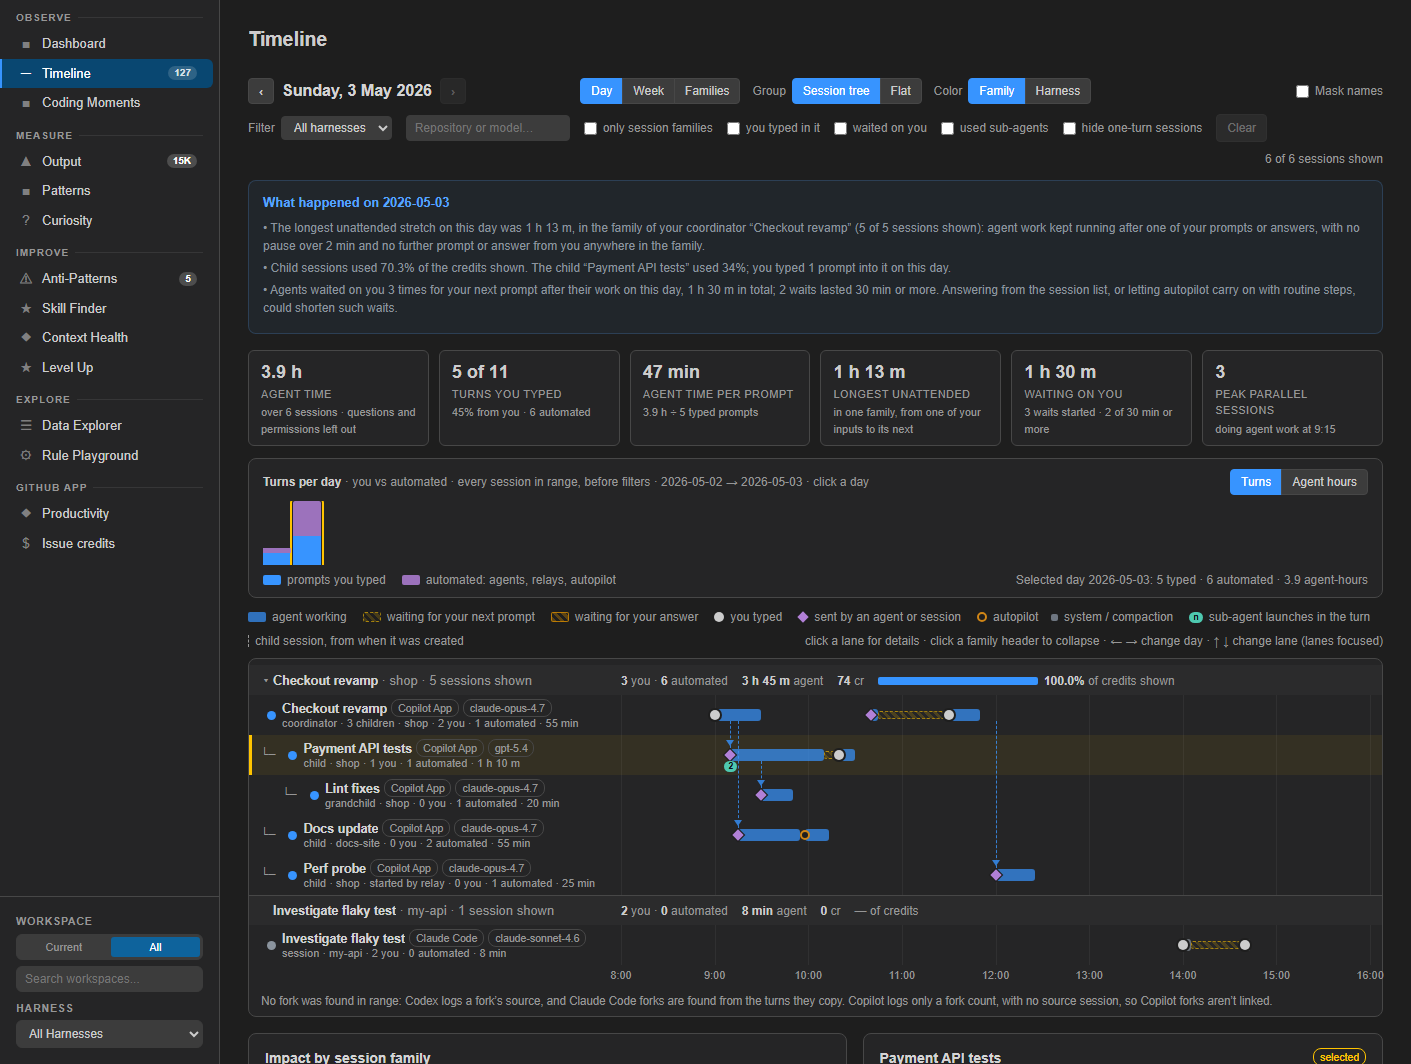 OBSERVE
Dashboard
Timeline 127
Coding Moments
MEASURE
Output 15K
Patterns
? Curiosity
IMPROVE
Anti-Patterns 5
Skill Finder
Context Health
Level Up
EXPLORE
Data Explorer
Rule Playground
GITHUB APP
Productivity
$ Issue credits
WORKSPACE
Current All
Search workspaces...
HARNESS
All Harnesses
Timeline
‹ Sunday, 3 May 2026 › Day Week Families Group Session tree Flat Color Family Harness Mask names
Filter All harnesses Repository or model... only session families you typed in it waited on you used sub-agents hide one-turn sessions Clear
6 of 6 sessions shown
What happened on 2026-05-03
• The longest unattended stretch on this day was 1 h 13 m, in the family of your coordinator “Checkout revamp” (5 of 5 sessions shown): agent work kept running after one of your prompts or answers, with no
pause over 2 min and no further prompt or answer from you anywhere in the family.
• Child sessions used 70.3% of the credits shown. The child “Payment API tests” used 34%; you typed 1 prompt into it on this day.
• Agents waited on you 3 times for your next prompt after their work on this day, 1 h 30 m in total; 2 waits lasted 30 min or more. Answering from the session list, or letting autopilot carry on with routine steps,
could shorten such waits.
3.9 h
AGENT TIME
over 6 sessions · questions and
permissions left out
5 of 11
TURNS YOU TYPED
45% from you · 6 automated
47 min
AGENT TIME PER PROMPT
3.9 h ÷ 5 typed prompts
1 h 13 m
LONGEST UNATTENDED
in one family, from one of your
inputs to its next
1 h 30 m
WAITING ON YOU
3 waits started · 2 of 30 min or
more
3
PEAK PARALLEL
SESSIONS
doing agent work at 9:15
Turns per day · you vs automated · every session in range, before filters · 2026-05-02 → 2026-05-03 · click a day Turns Agent hours
prompts you typed automated: agents, relays, autopilot Selected day 2026-05-03: 5 typed · 6 automated · 3.9 agent-hours
agent working waiting for your next prompt waiting for your answer you typed sent by an agent or session autopilot system / compaction n sub-agent launches in the turn
child session, from when it was created click a lane for details · click a family header to collapse · ← → change day · ↑ ↓ change lane (lanes focused)
Checkout revamp · shop · 5 sessions shown 3 you · 6 automated 3 h 45 m agent 74 cr 100.0% of credits shown
Checkout revamp Copilot App claude-opus-4.7
coordinator · 3 children · shop · 2 you · 1 automated · 55 min
Payment API tests Copilot App gpt-5.4
child · shop · 1 you · 1 automated · 1 h 10 m
2
Lint fixes Copilot App claude-opus-4.7
grandchild · shop · 0 you · 1 automated · 20 min
Docs update Copilot App claude-opus-4.7
child · docs-site · 0 you · 2 automated · 55 min
Perf probe Copilot App claude-opus-4.7
child · shop · started by relay · 0 you · 1 automated · 25 min
Investigate flaky test · my-api · 1 session shown 2 you · 0 automated 8 min agent 0 cr — of credits
Investigate flaky test Claude Code claude-sonnet-4.6
session · my-api · 2 you · 0 automated · 8 min
8:00 9:00 10:00 11:00 12:00 13:00 14:00 15:00 16:00
No fork was found in range: Codex logs a fork's source, and Claude Code forks are found from the turns they copy. Copilot logs only a fork count, with no source session, so Copilot forks aren't linked.
Impact by session family
Payment API tests selected